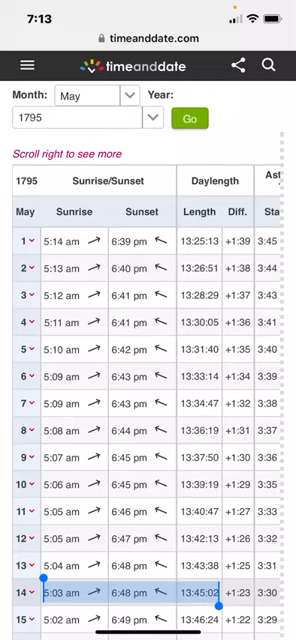 7:13
timeanddate.com
timeanddate
Month: May Year:
1795 Go
Scroll right to see more
1795 Sunrise/Sunset Daylength Ast
May Sunrise Sunset Length Diff. Sta
1 5:14 am 6:39 pm 13:25:13 +1:39 3:45
2 5:13 am 6:40 pm 13:26:51 +1:38 3:44
3 5:12 am 6:41 pm 13:28:29 +1:37 3:43
4 5:11 am 6:41 pm 13:30:05 +1:36 3:41
5 5:10 am 6:42 pm 13:31:40 +1:35 3:40
6 5:09 am 6:43 pm 13:33:14 +1:34 3:39
7 5:09 am 6:43 pm 13:34:47 +1:32 3:38
8 5:08 am 6:44 pm 13:36:19 +1:31 3:37
9 5:07 am 6:45 pm 13:37:50 +1:30 3:36
10 5:06 am 6:45 pm 13:39:19 +1:29 3:35
11 5:05 am 6:46 pm 13:40:47 +1:27 3:33
12 5:05 am 6:47 pm 13:42:13 +1:26 3:32
13 5:04 am 6:48 pm 13:43:38 +1:25 3:31
14 5:03 am 6:48 pm 13:45:02 +1:23 3:30
15 5:02 am 6:49 pm 13:46:24 +1:22 3:29